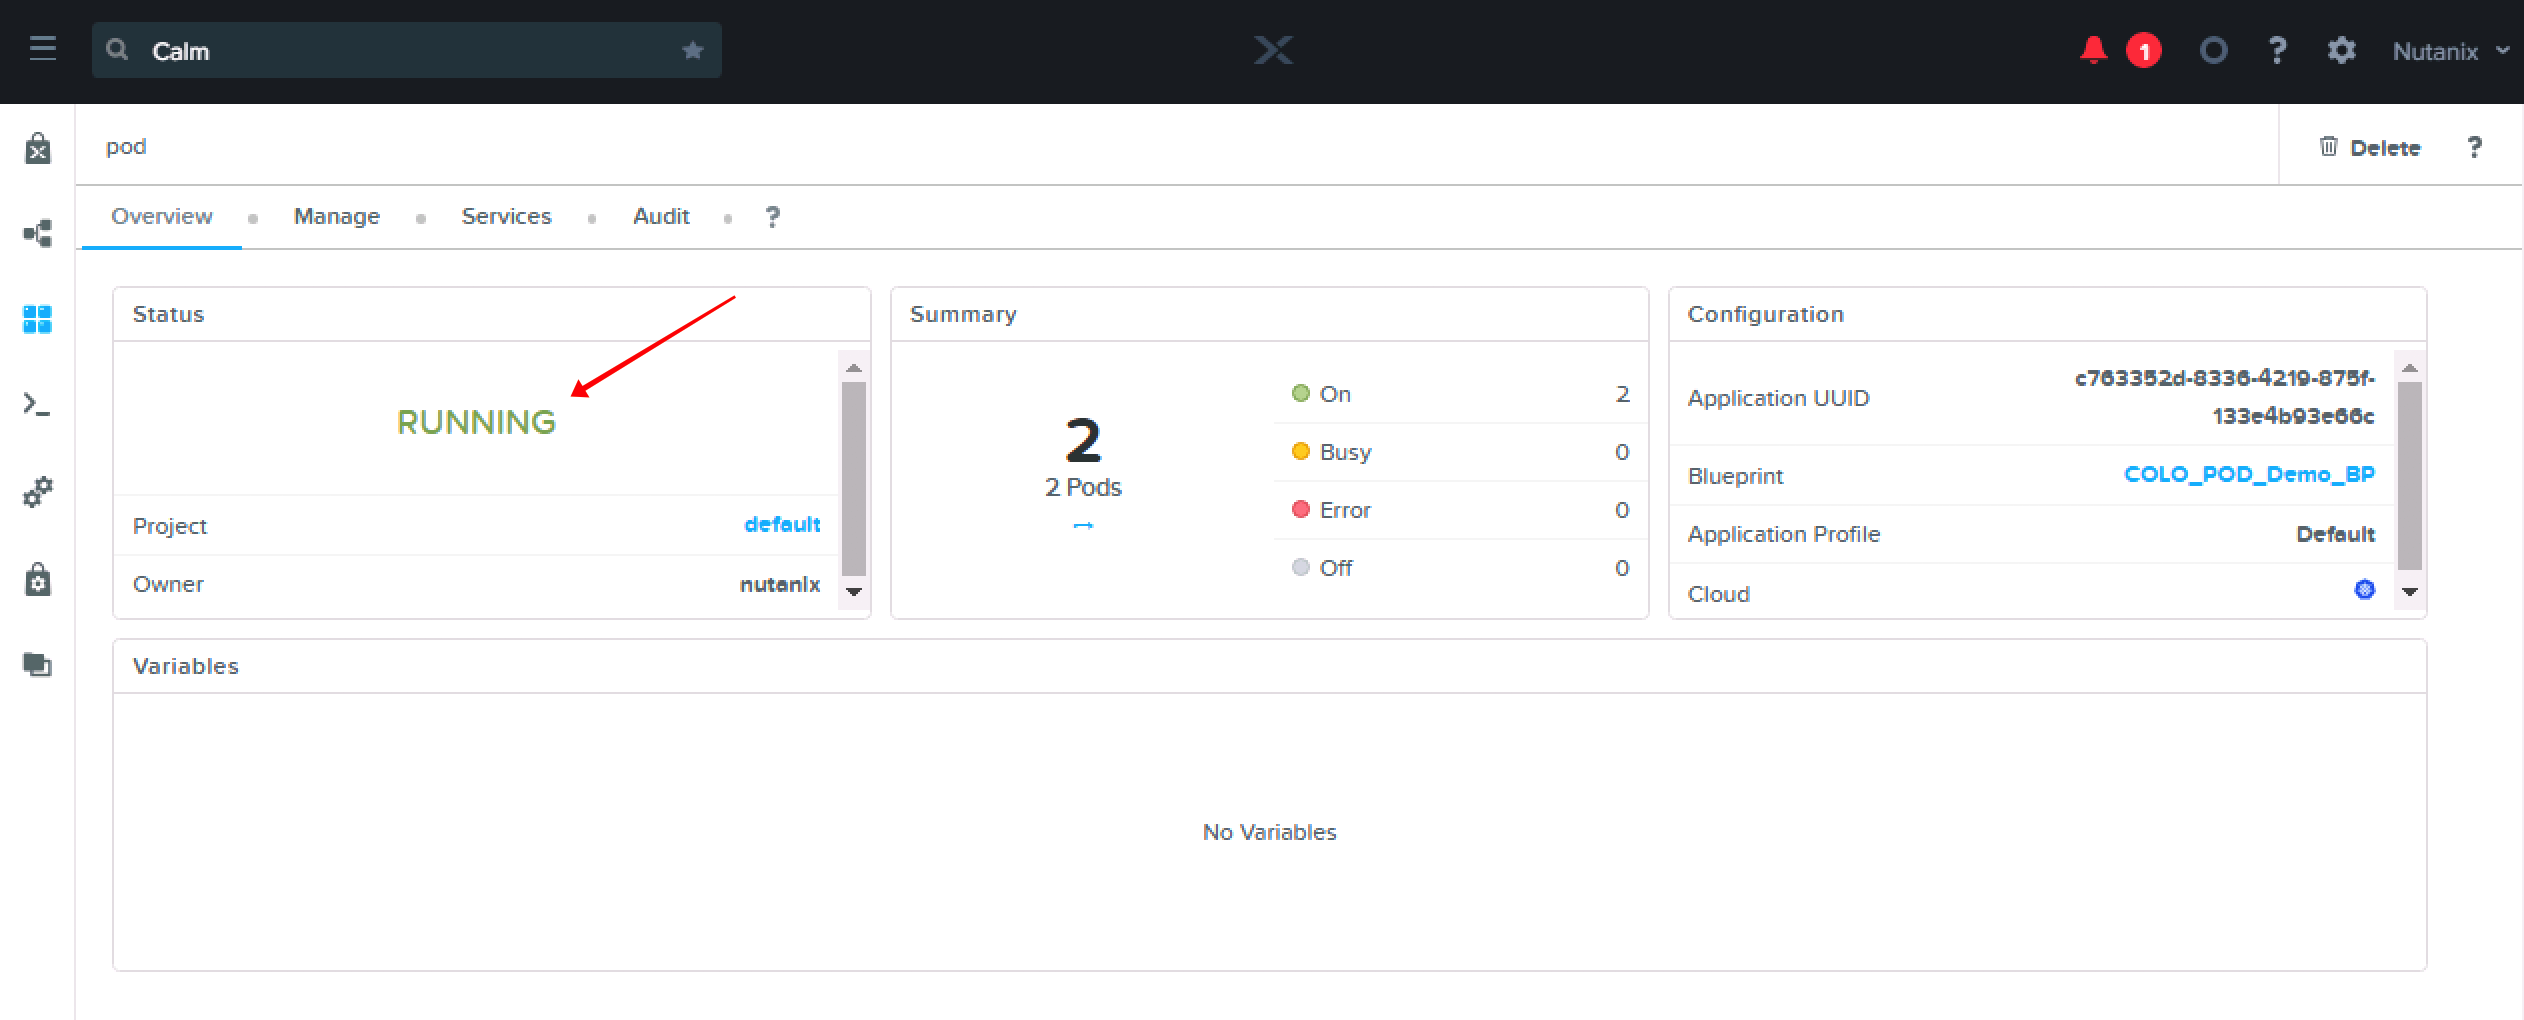 Calm
1
?
Nutanix
pod
Delete
?
Overview
Manage
Services
Audit
?
Status
RUNNING
Project
default
Owner
nutanix
Summary
2
2 Pods
On 2
Busy 0
Error 0
Off 0
Configuration
Application UUID
c763352d-8336-4219-875f-
133e4b93e66c
Blueprint
COLO_POD_Demo_BP
Application Profile
Default
Cloud
Variables
No Variables